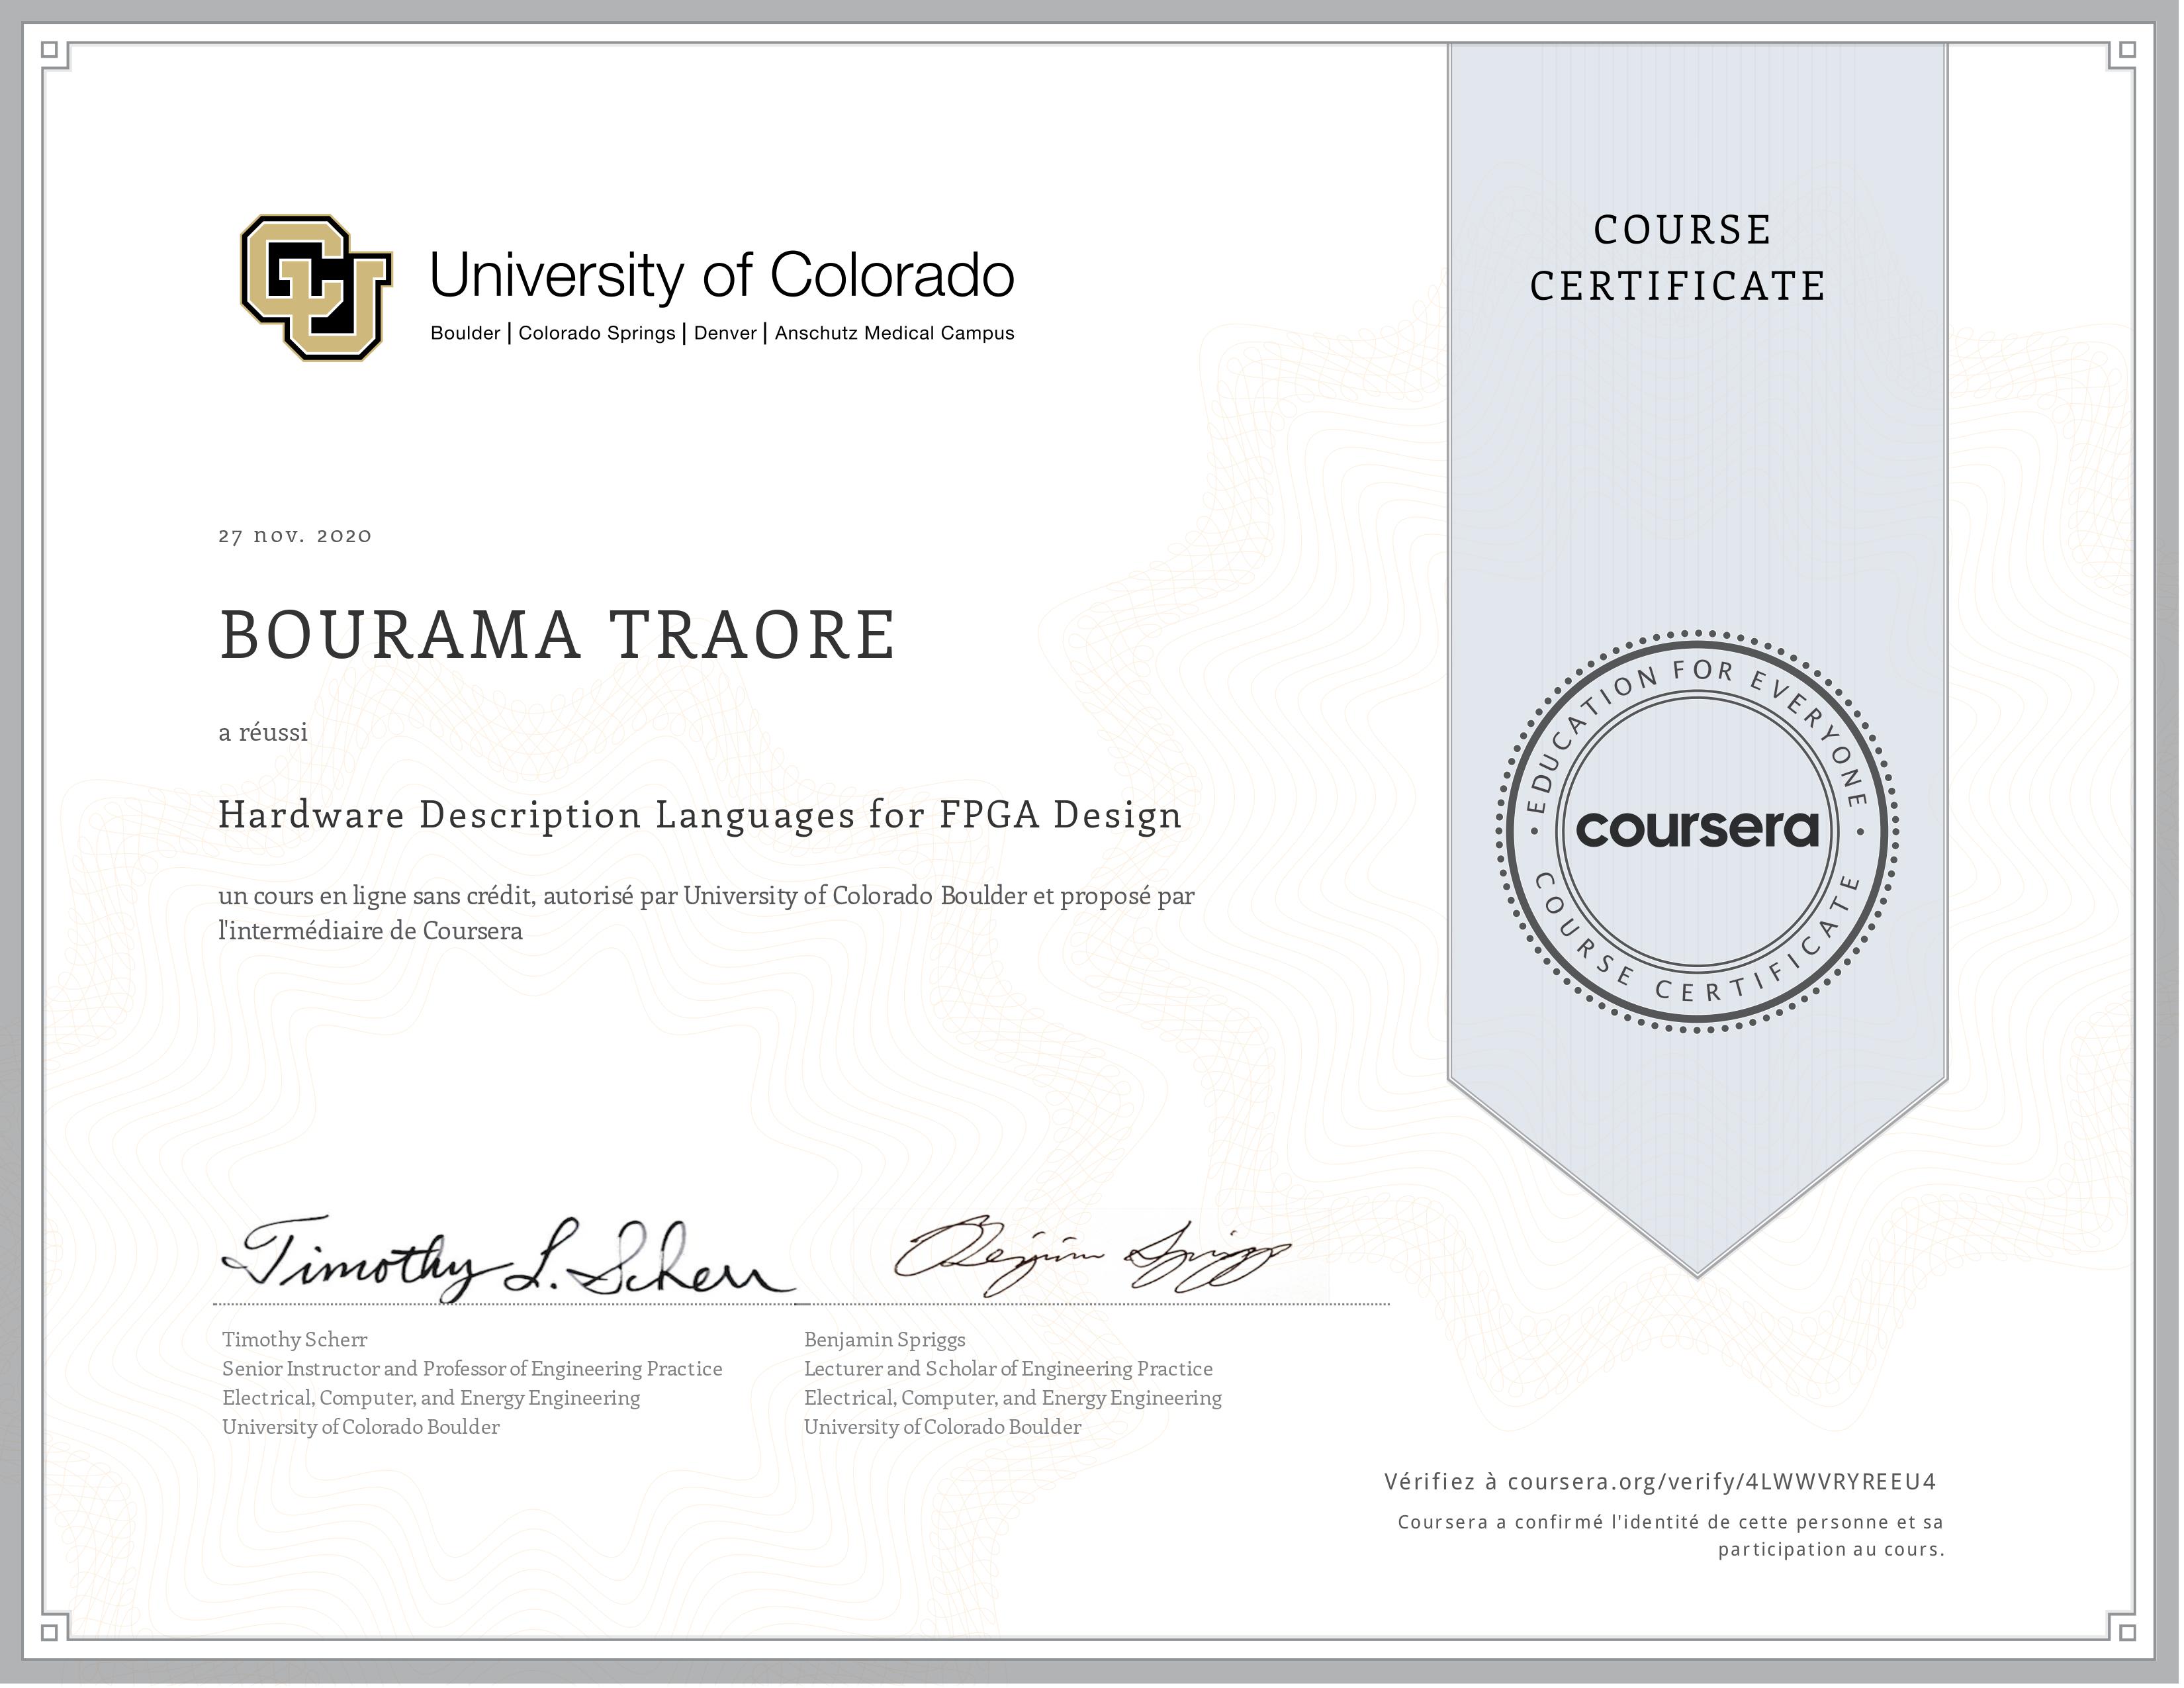 CU
University of Colorado
Boulder | Colorado Springs | Denver | Anschutz Medical Campus
COURSE
CERTIFICATE
27 nov. 2020
BOURAMA TRAORE
a réussi
Hardware Description Languages for FPGA Design
un cours en ligne sans crédit, autorisé par University of Colorado Boulder et proposé par
l'intermédiaire de Coursera
EDUCATION FOR EVERYONE
coursera
COURSE CERTIFICATE
Timothy L. Scherr
Benjamin Spriggs
Timothy Scherr
Senior Instructor and Professor of Engineering Practice
Electrical, Computer, and Energy Engineering
University of Colorado Boulder
Benjamin Spriggs
Lecturer and Scholar of Engineering Practice
Electrical, Computer, and Energy Engineering
University of Colorado Boulder
Vérifiez à coursera.org/verify/4LWWVRYREEU4
Coursera a confirmé l'identité de cette personne et sa
participation au cours.